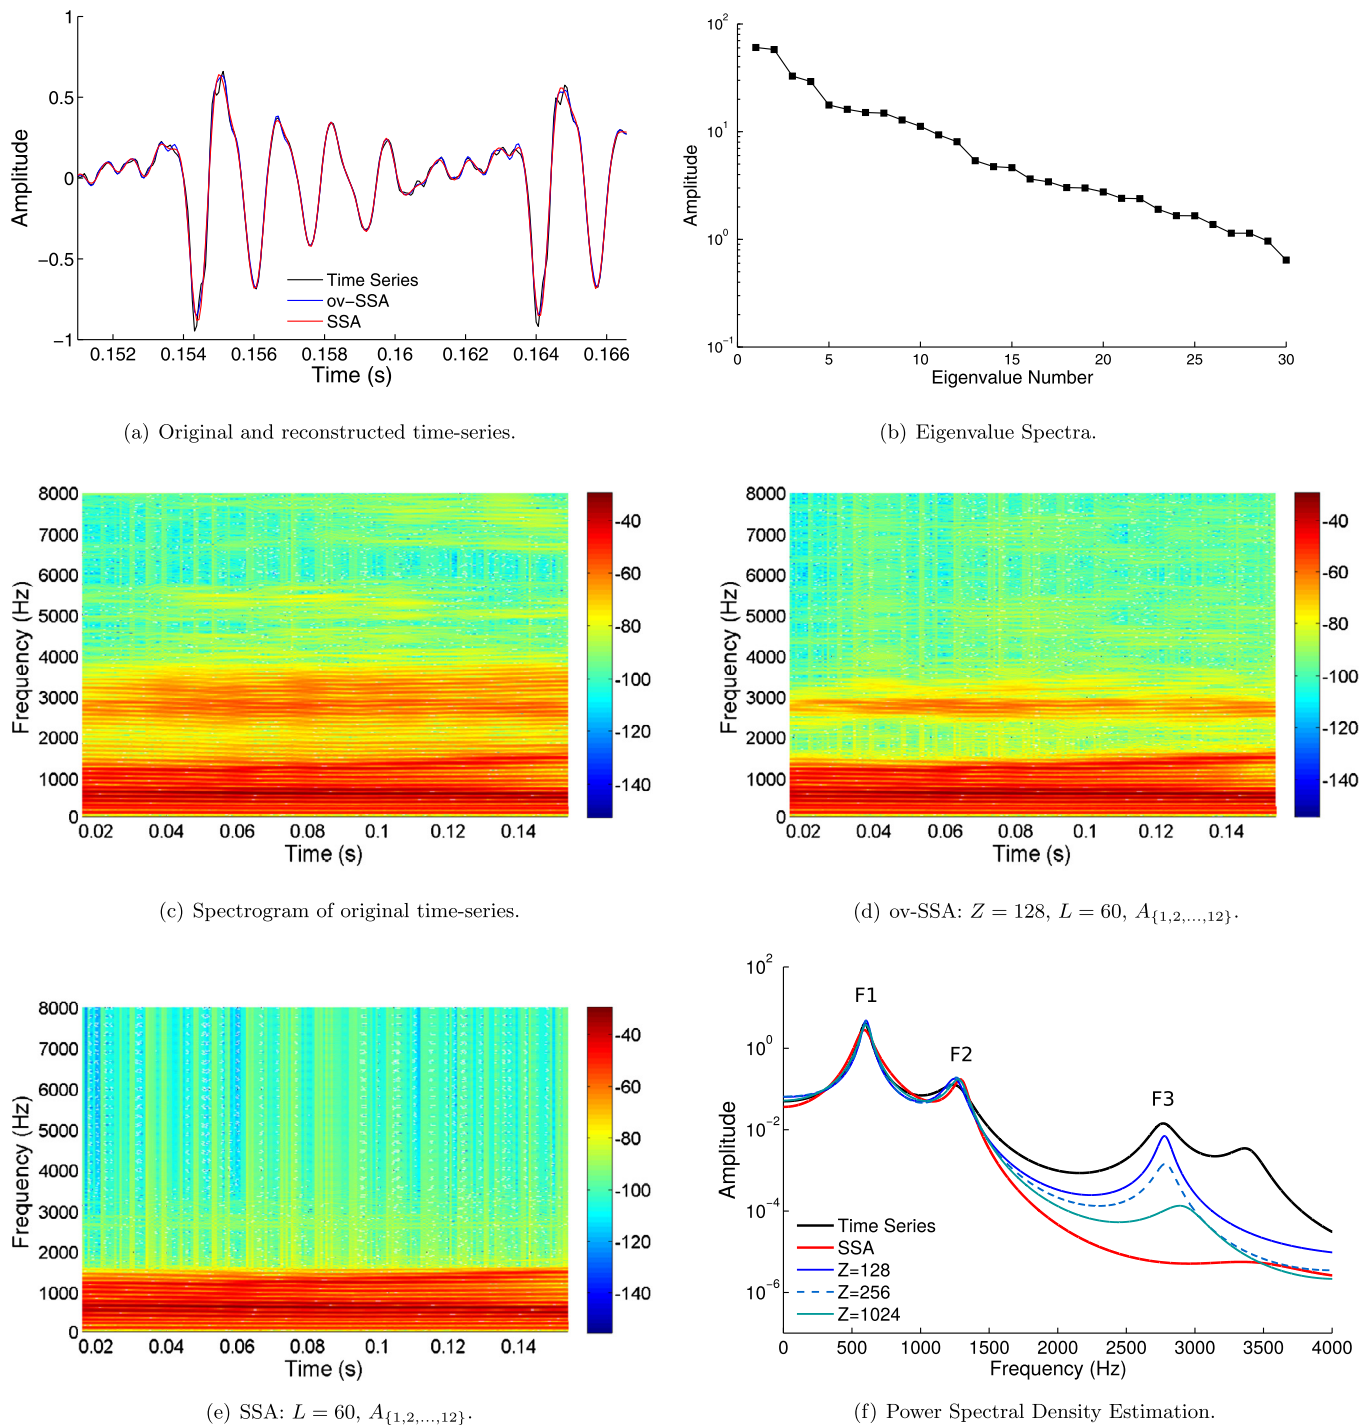 1
0.5
0
−0.5
−1
Amplitude
0.152 0.154 0.156 0.158 0.16 0.162 0.164 0.166
Time (s)
Time Series
ov−SSA
SSA
(a) Original and reconstructed time-series.
10^2
10^1
10^0
10^−1
Amplitude
0 5 10 15 20 25 30
Eigenvalue Number
(b) Eigenvalue Spectra.
8000
7000
6000
5000
4000
3000
2000
1000
0
Frequency (Hz)
0.02 0.04 0.06 0.08 0.1 0.12 0.14
Time (s)
-40
-60
-80
-100
-120
-140
(c) Spectrogram of original time-series.
8000
7000
6000
5000
4000
3000
2000
1000
0
Frequency (Hz)
0.02 0.04 0.06 0.08 0.1 0.12 0.14
Time (s)
-40
-60
-80
-100
-120
-140
(d) ov-SSA: Z = 128, L = 60, A_{1,2,...,12}.
8000
7000
6000
5000
4000
3000
2000
1000
0
Frequency (Hz)
0.02 0.04 0.06 0.08 0.1 0.12 0.14
Time (s)
-40
-60
-80
-100
-120
-140
(e) SSA: L = 60, A_{1,2,...,12}.
10^2
10^0
10^−2
10^−4
10^−6
Amplitude
F1
F2
F3
Time Series
SSA
Z=128
Z=256
Z=1024
0 500 1000 1500 2000 2500 3000 3500 4000
Frequency (Hz)
(f) Power Spectral Density Estimation.